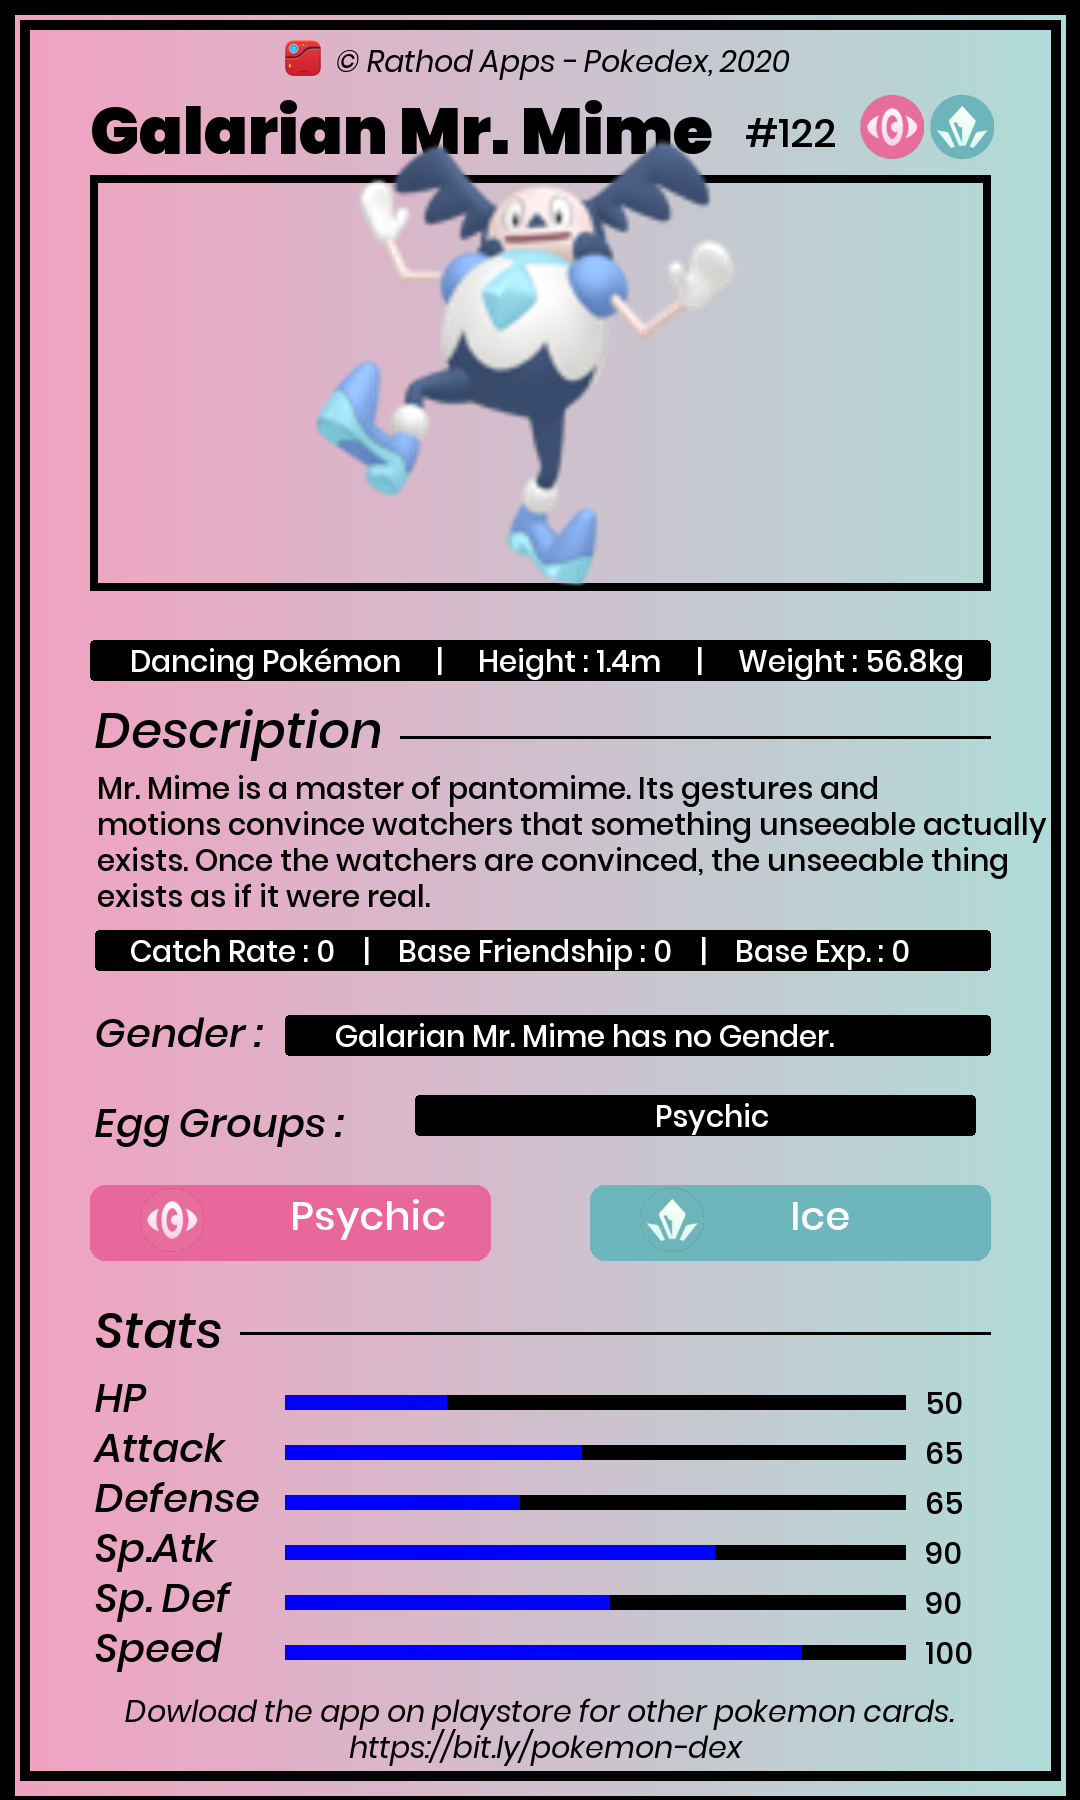 © Rathod Apps - Pokedex, 2020
Galarian Mr. Mime #122
Dancing Pokémon | Height : 1.4m | Weight : 56.8kg
Description
Mr. Mime is a master of pantomime. Its gestures and
motions convince watchers that something unseeable actually
exists. Once the watchers are convinced, the unseeable thing
exists as if it were real.
Catch Rate : 0 | Base Friendship : 0 | Base Exp. : 0
Gender : Galarian Mr. Mime has no Gender.
Egg Groups : Psychic
Psychic Ice
Stats
HP 50
Attack 65
Defense 65
Sp.Atk 90
Sp. Def 90
Speed 100
Dowload the app on playstore for other pokemon cards.
https://bit.ly/pokemon-dex